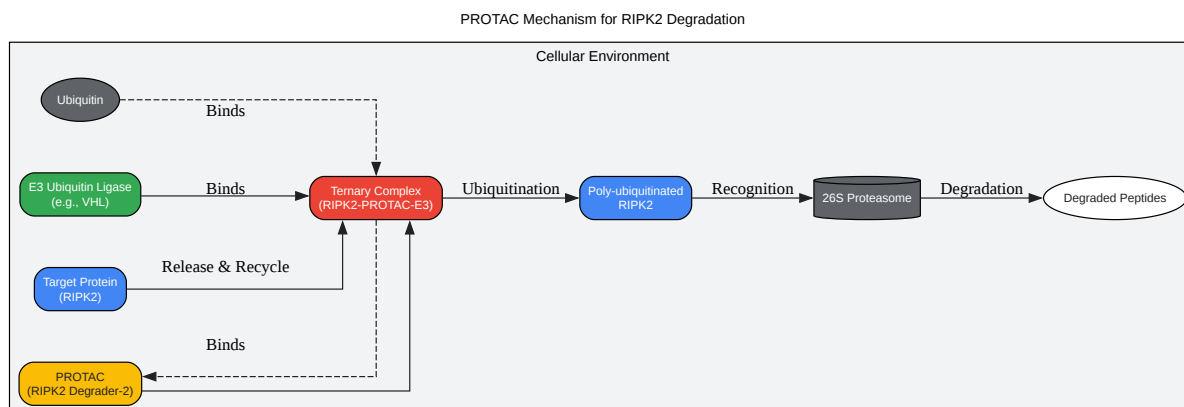 PROTAC Mechanism for RIPK2 Degradation
Cellular Environment
Ubiquitin
Binds
E3 Ubiquitin Ligase
(e.g., VHL)
Binds
Ternary Complex
(RIPK2-PROTAC-E3)
Ubiquitination
Poly-ubiquitinated
RIPK2
Recognition
26S Proteasome
Degradation
Degraded Peptides
Target Protein
(RIPK2)
Release & Recycle
Binds
PROTAC
(RIPK2 Degrader-2)